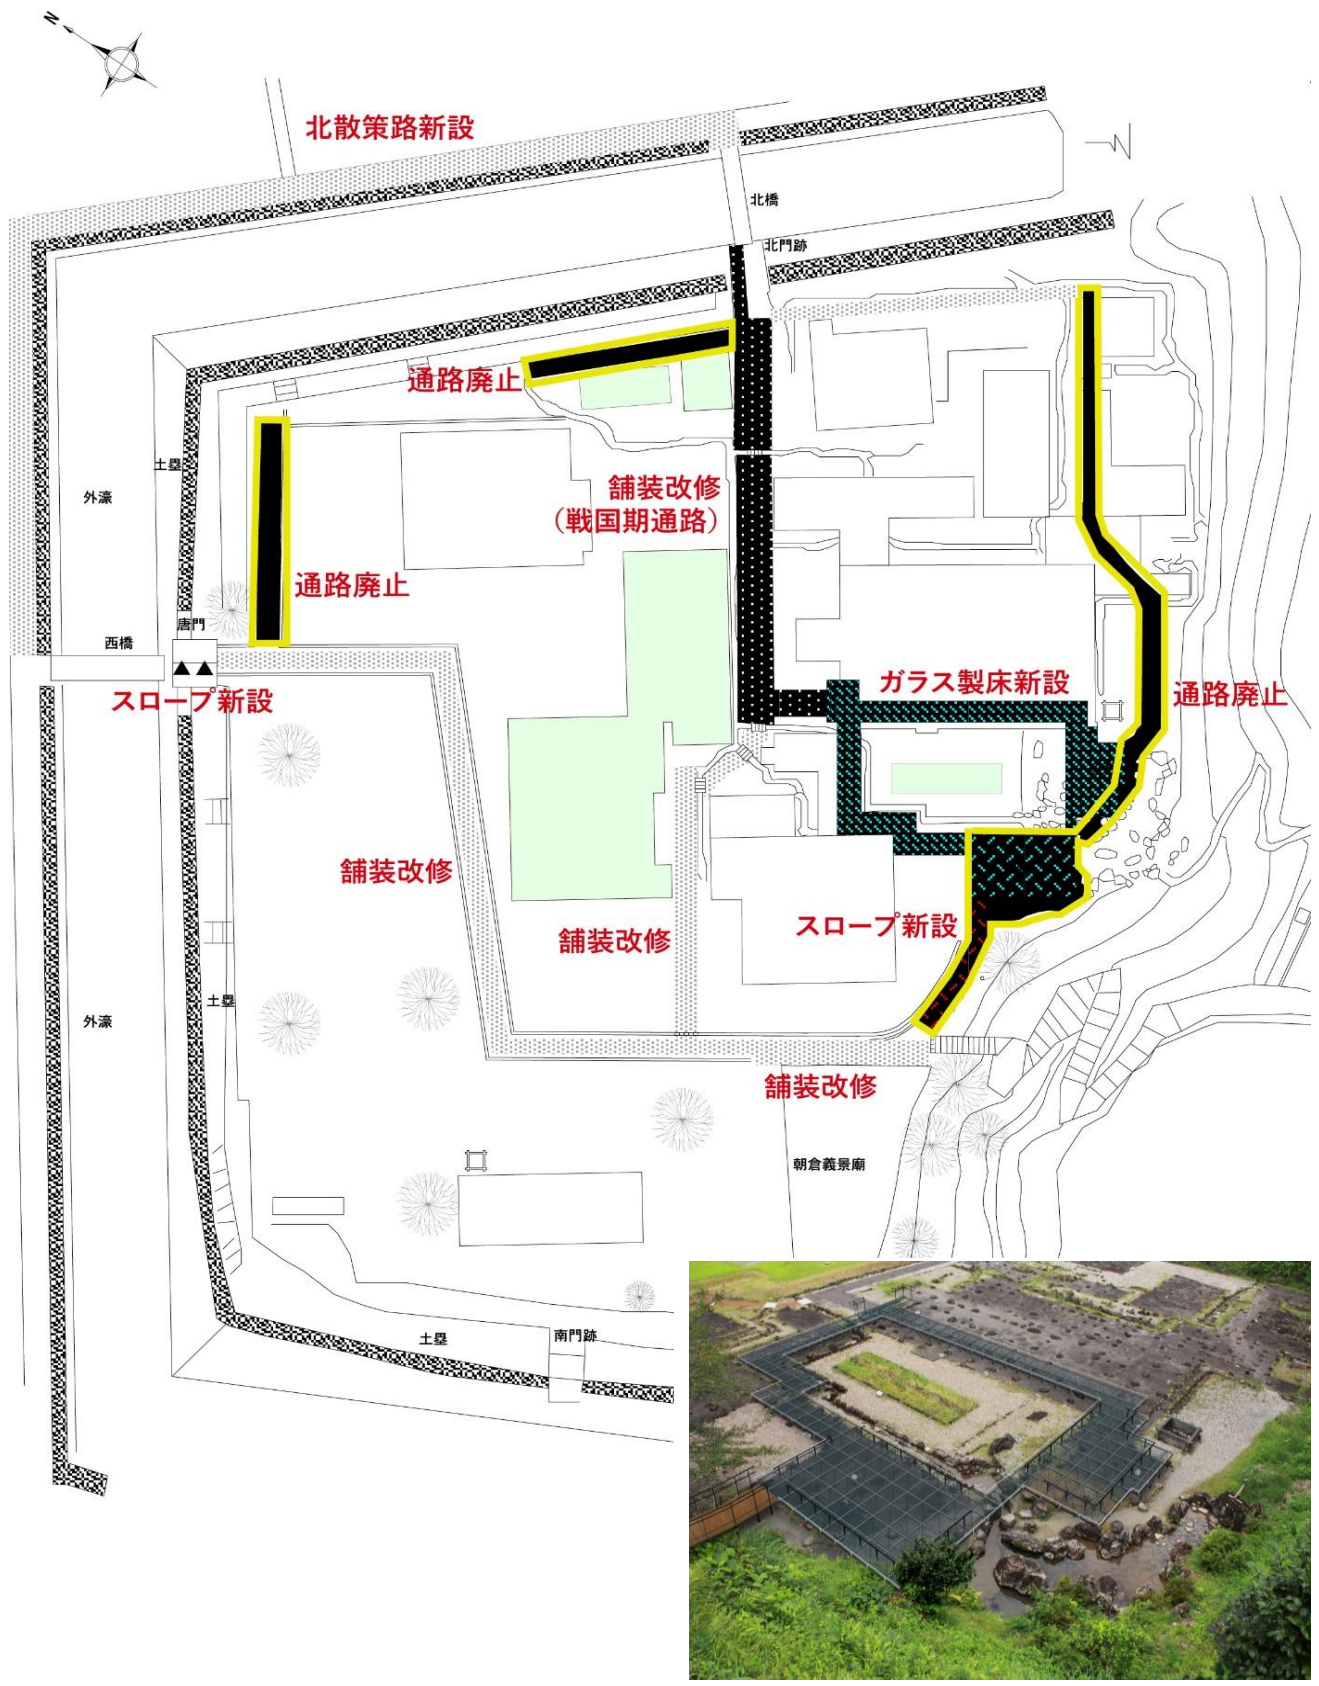 N
北散策路新設
N
北橋
北門跡
通路廃止
土塁
外濠
舗装改修
（戦国期通路）
通路廃止
唐門
西橋
スロープ新設
ガラス製床新設
通路廃止
舗装改修
スロープ新設
舗装改修
土塁
外濠
舗装改修
朝倉義景廟
土塁
南門跡